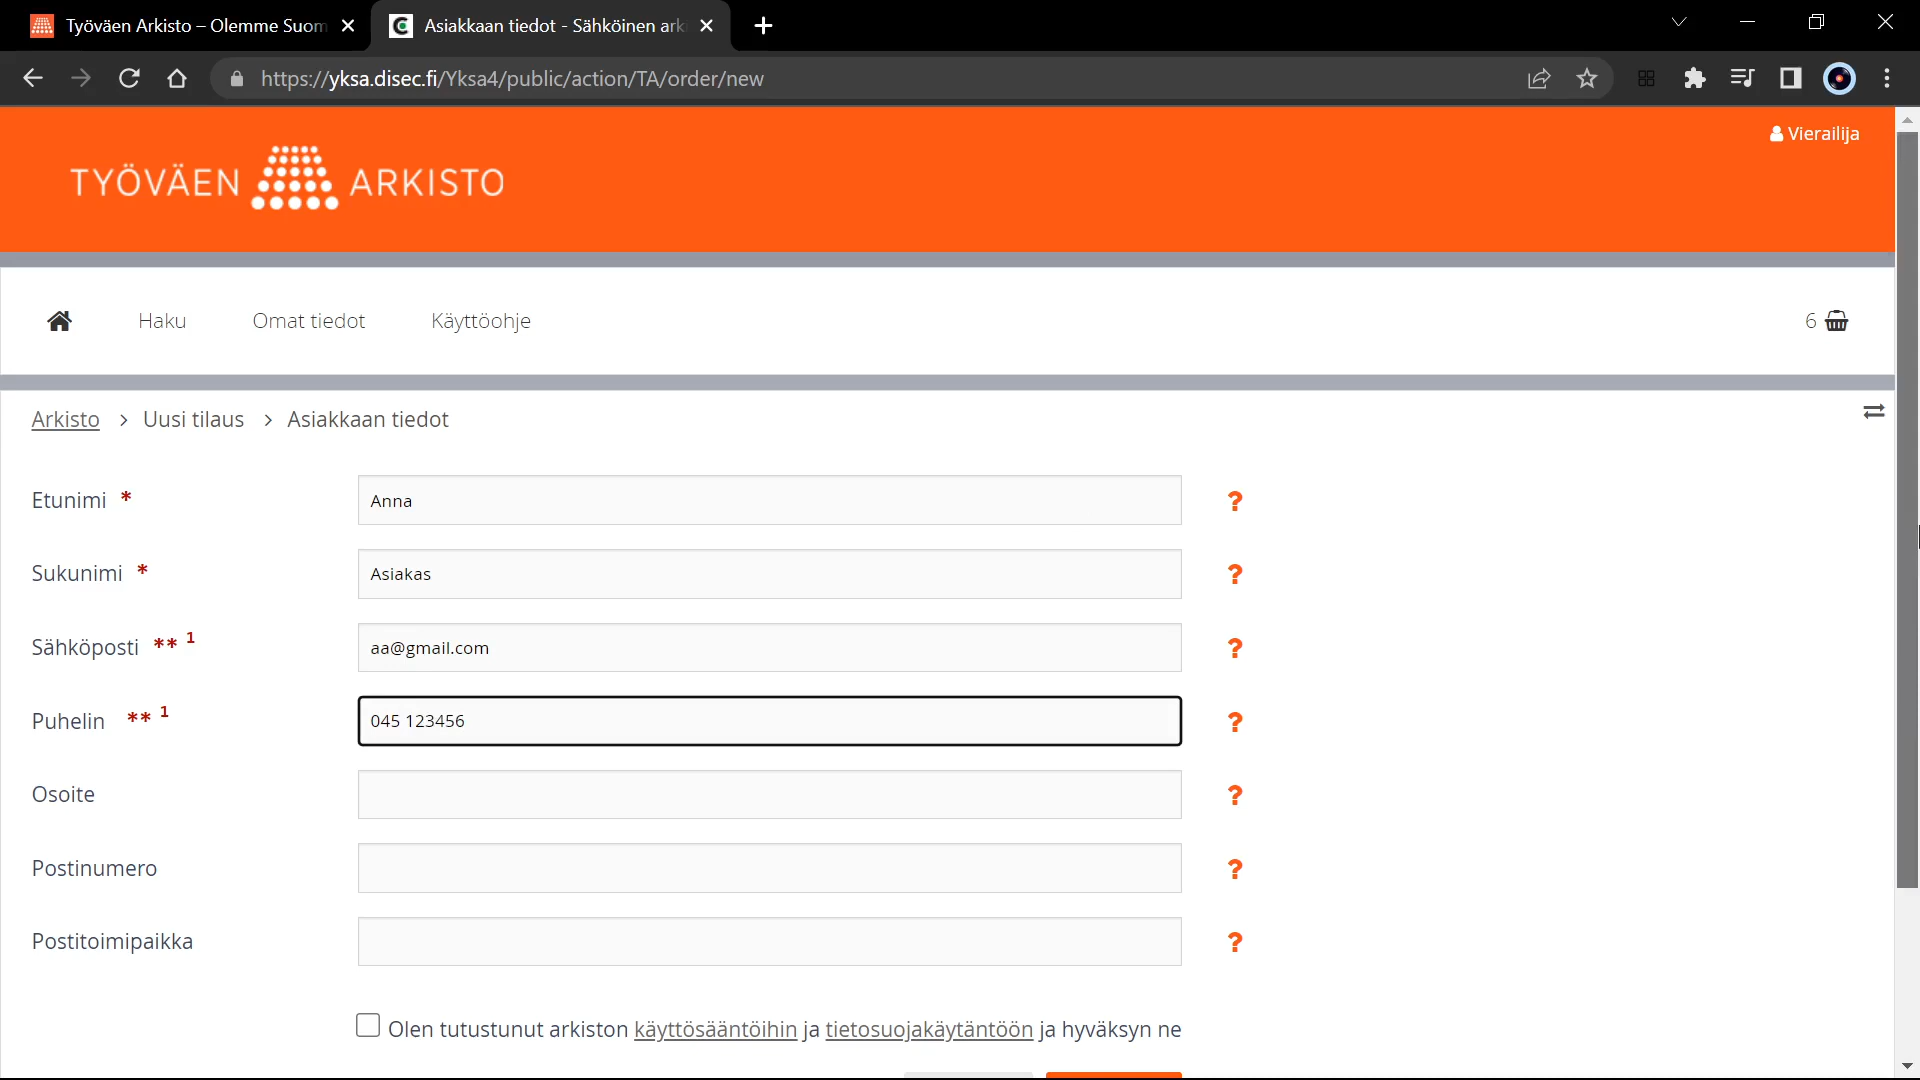 Työväen Arkisto – Olemme Suom
Asiakkaan tiedot - Sähköinen ark
https://yksa.disec.fi/Yksa4/public/action/TA/order/new
Vierailija
TYÖVÄEN ARKISTO
Haku
Omat tiedot
Käyttöohje
6
Arkisto > Uusi tilaus > Asiakkaan tiedot
Etunimi *
Anna
?
Sukunimi *
Asiakas
?
Sähköposti ** 1
aa@gmail.com
?
Puhelin ** 1
045 123456
?
Osoite
?
Postinumero
?
Postitoimipaikka
?
Olen tutustunut arkiston käyttösääntöihin ja tietosuojakäytäntöön ja hyväksyn ne